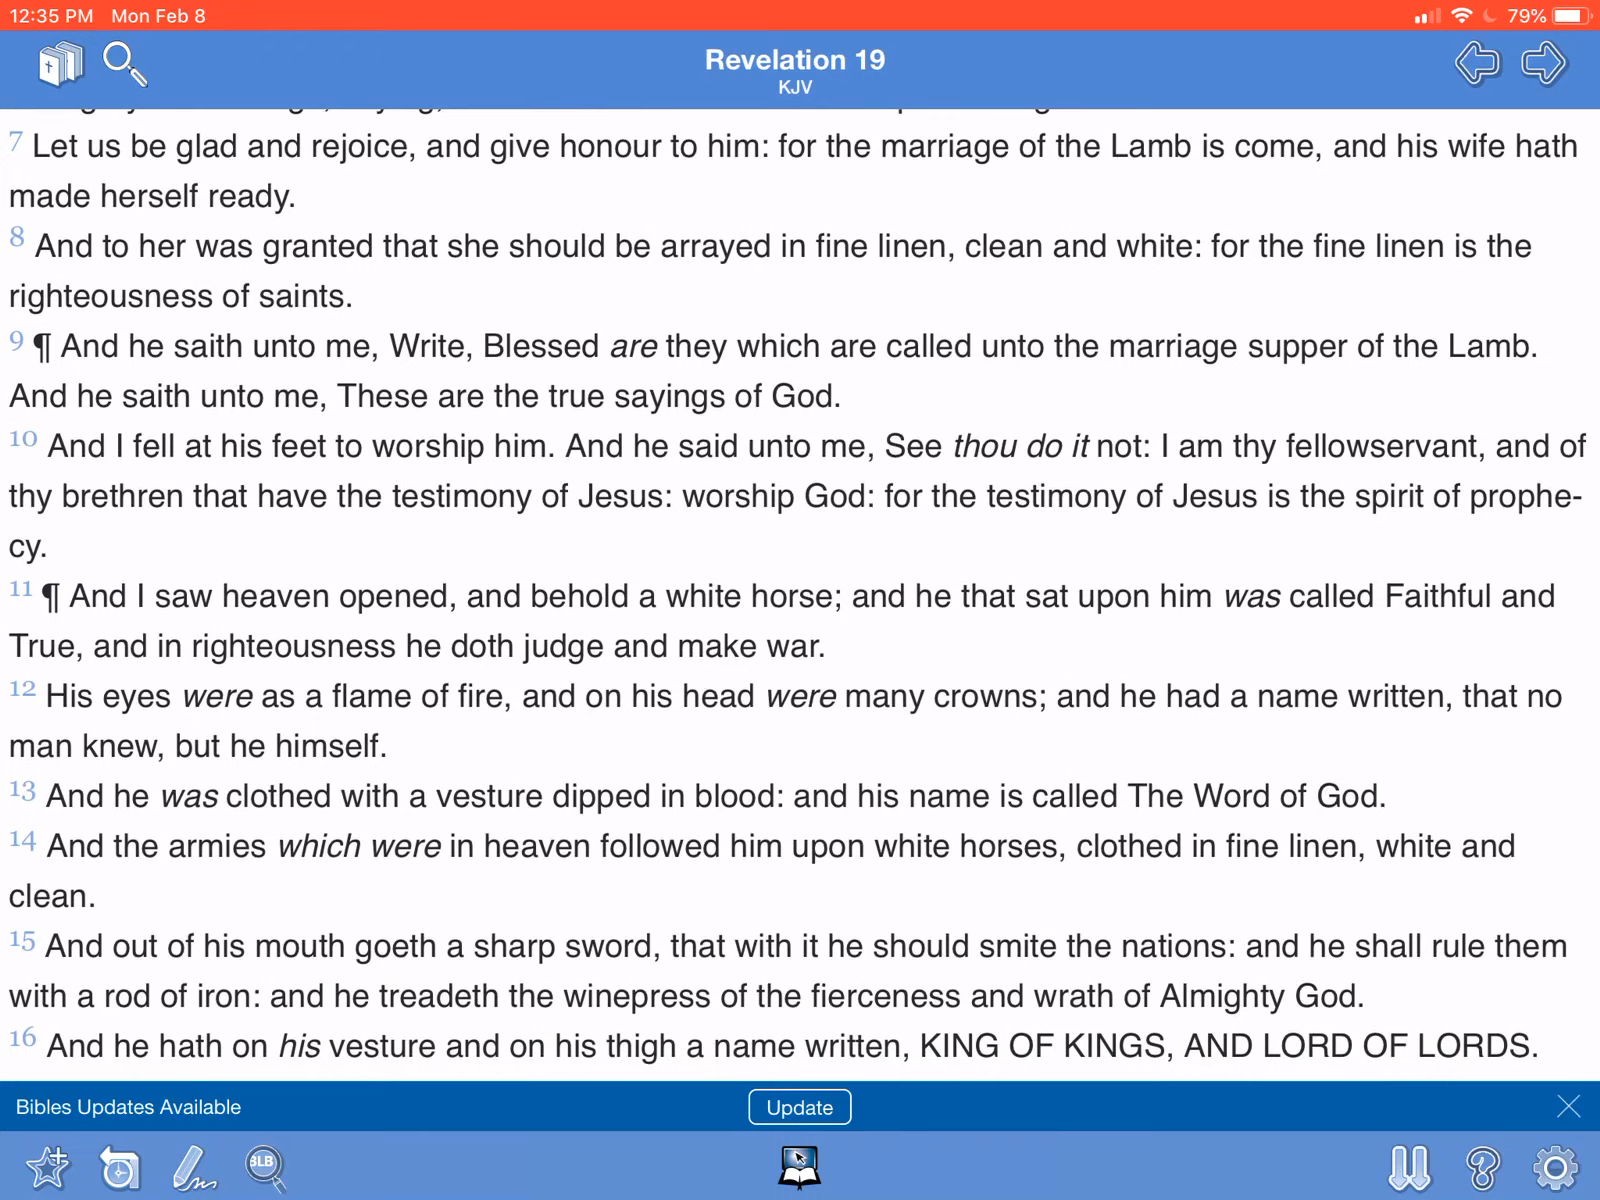 12:35 PM Mon Feb 8 79%
Revelation 19
KJV
7 Let us be glad and rejoice, and give honour to him: for the marriage of the Lamb is come, and his wife hath
made herself ready.
8 And to her was granted that she should be arrayed in fine linen, clean and white: for the fine linen is the
righteousness of saints.
9 ¶ And he saith unto me, Write, Blessed are they which are called unto the marriage supper of the Lamb.
And he saith unto me, These are the true sayings of God.
10 And I fell at his feet to worship him. And he said unto me, See thou do it not: I am thy fellowservant, and of
thy brethren that have the testimony of Jesus: worship God: for the testimony of Jesus is the spirit of prophe-
cy.
11 ¶ And I saw heaven opened, and behold a white horse; and he that sat upon him was called Faithful and
True, and in righteousness he doth judge and make war.
12 His eyes were as a flame of fire, and on his head were many crowns; and he had a name written, that no
man knew, but he himself.
13 And he was clothed with a vesture dipped in blood: and his name is called The Word of God.
14 And the armies which were in heaven followed him upon white horses, clothed in fine linen, white and
clean.
15 And out of his mouth goeth a sharp sword, that with it he should smite the nations: and he shall rule them
with a rod of iron: and he treadeth the winepress of the fierceness and wrath of Almighty God.
16 And he hath on his vesture and on his thigh a name written, KING OF KINGS, AND LORD OF LORDS.
Bibles Updates Available Update
BLB